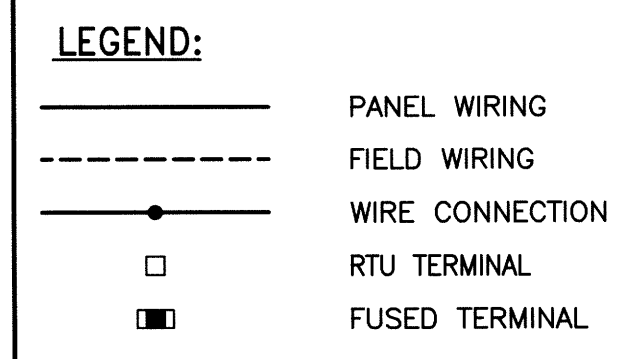 LEGEND:
PANEL WIRING
FIELD WIRING
WIRE CONNECTION
RTU TERMINAL
FUSED TERMINAL